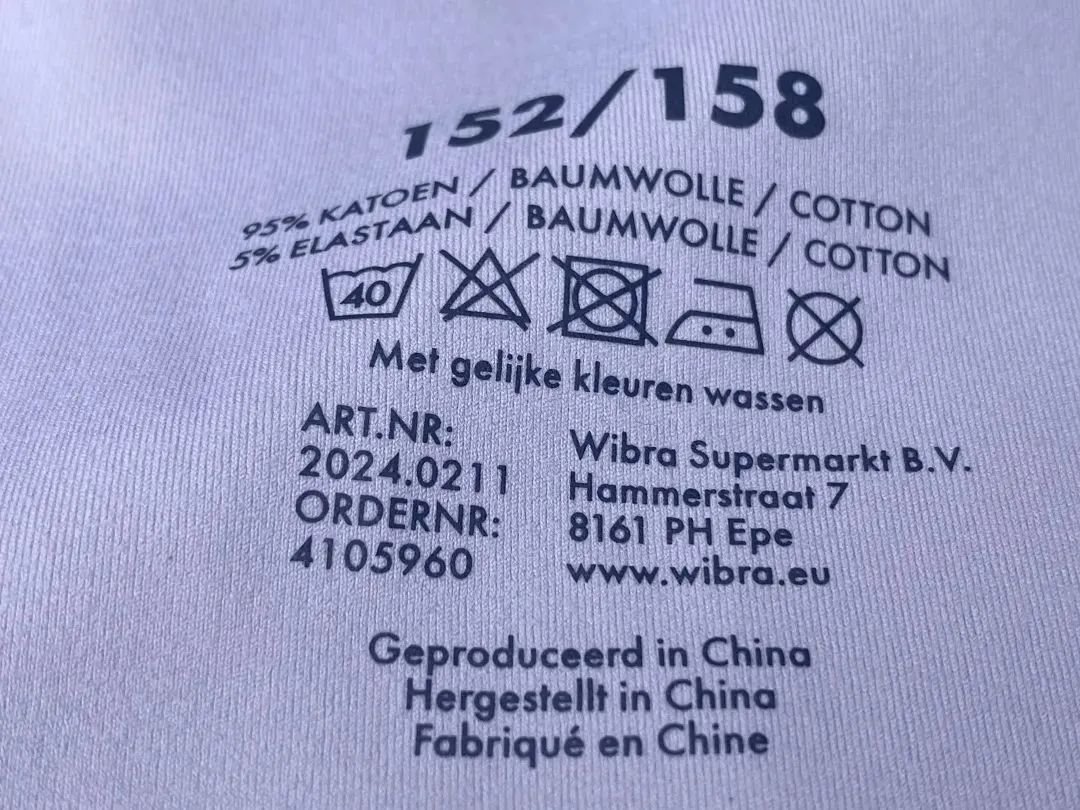 152/158
95% KATOEN / BAUMWOLLE / COTTON
5% ELASTAAN / BAUMWOLLE / COTTON
40
Met gelijke kleuren wassen
ART.NR:
2024.0211
ORDERNR:
4105960
Wibra Supermarkt B.V.
Hammerstraat 7
8161 PH Epe
www.wibra.eu
Geproduceerd in China
Hergestellt in China
Fabriqué en Chine